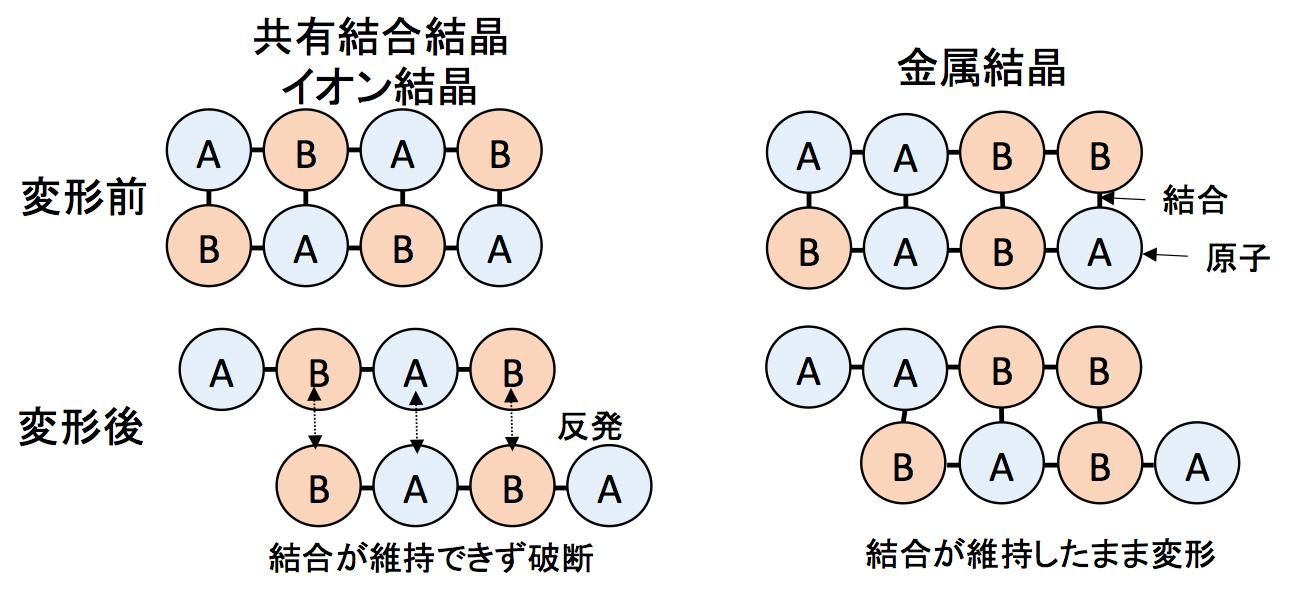 共有結合結晶
イオン結晶
金属結晶
変形前
A B A B
B A B A
A A B B
B A B A
結合
原子
変形後
A B A B
B A B A
反発
結合が維持できず破断
A A B B
B A B A
結合が維持したまま変形